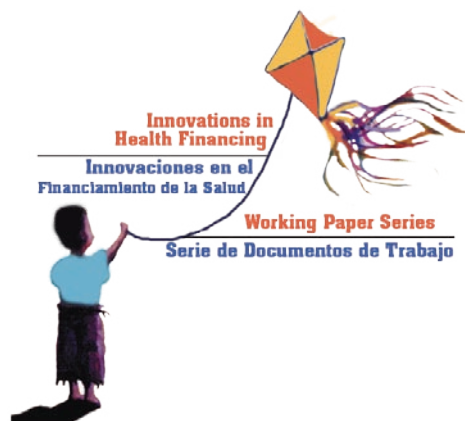 Innovations in
Health Financing
Innovaciones en el
Financiamiento de la Salud
Working Paper Series
Serie de Documentos de Trabajo